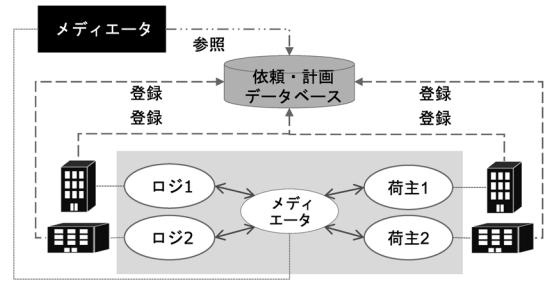 メディエータ
参照
依頼・計画
データベース
登録
登録
登録
登録
ロジ1
荷主1
メディ
エータ
ロジ2
荷主2